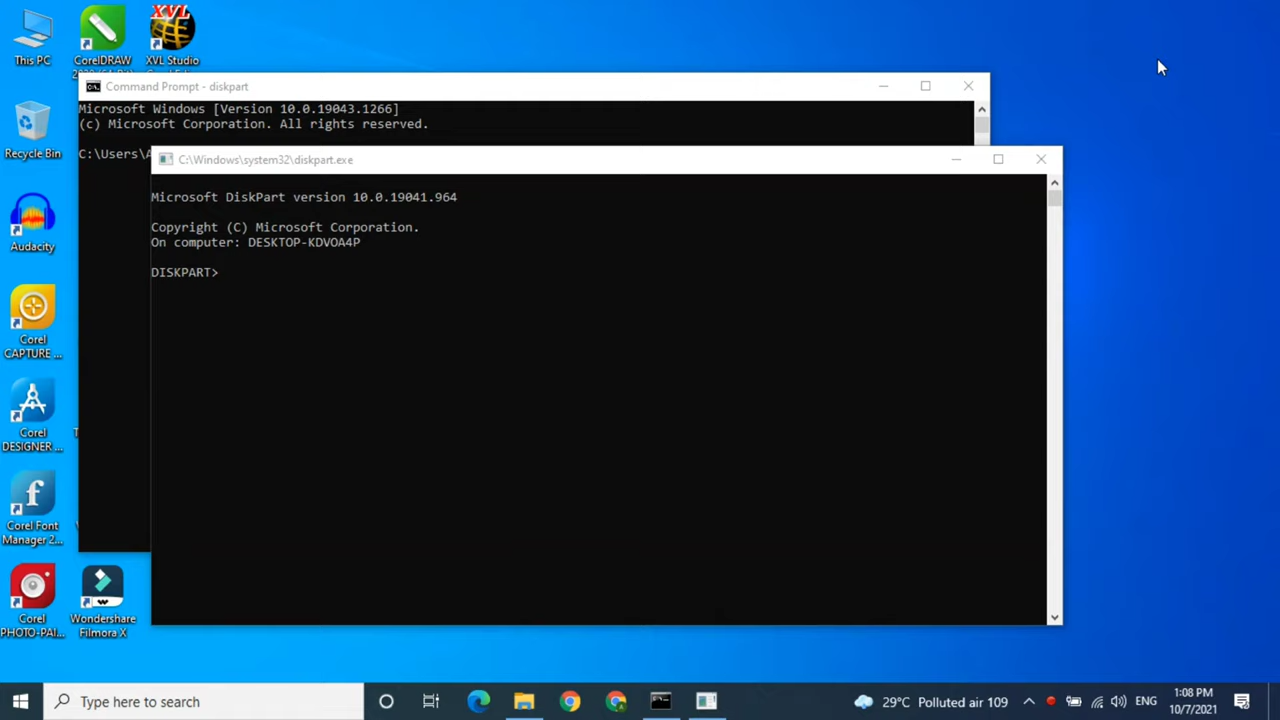 This PC
CorelDRAW
XVL Studio
Recycle Bin
Audacity
Corel
CAPTURE ...
Corel
DESIGNER ...
Corel Font
Manager 2...
Corel
PHOTO-PAI...
Wondershare
Filmora X
Command Prompt - diskpart
Microsoft Windows [Version 10.0.19043.1266]
(c) Microsoft Corporation. All rights reserved.
C:\Users\
C:\Windows\system32\diskpart.exe
Microsoft DiskPart version 10.0.19041.964
Copyright (C) Microsoft Corporation.
On computer: DESKTOP-KDVOA4P
DISKPART>
Type here to search
29°C Polluted air 109
ENG
1:08 PM
10/7/2021